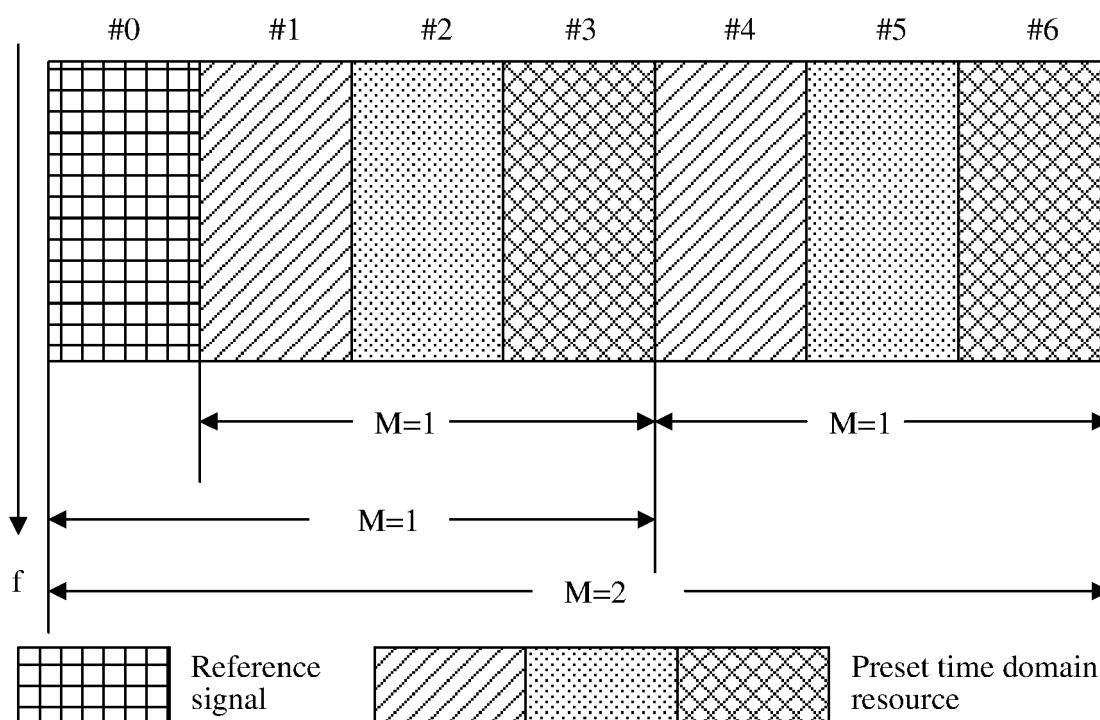 #0 #1 #2 #3 #4 #5 #6
M=1 M=1
M=1
f
M=2
Reference
signal
Preset time domain
resource